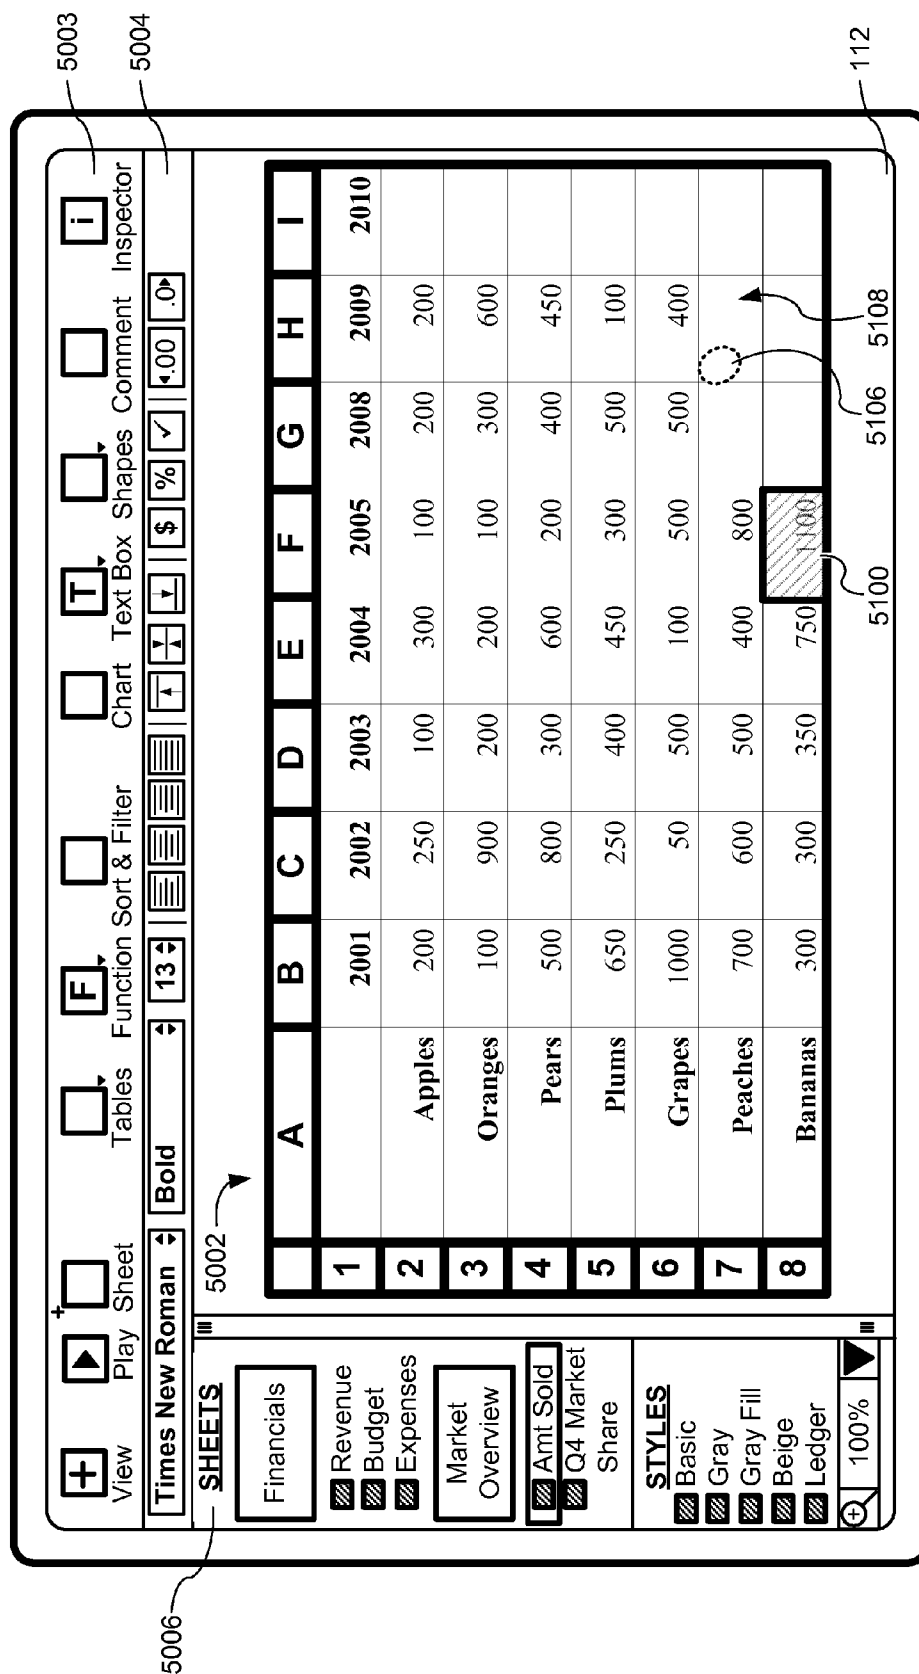 5003
5004
View Play Sheet Tables Function Sort & Filter Chart Text Box Shapes Comment Inspector
+ + F T i
Times New Roman Bold 13 $ % ✓ .00 .0
5006
SHEETS
Financials
Revenue
Budget
Expenses
Market
Overview
Amt Sold
Q4 Market
Share
STYLES
Basic
Gray
Gray Fill
Beige
Ledger
100%
5002
A B C D E F G H I
1 2001 2002 2003 2004 2005 2008 2009 2010
2 Apples 200 250 100 300 100 200 200
3 Oranges 100 900 200 200 100 300 600
4 Pears 500 800 300 600 200 400 450
5 Plums 650 250 400 450 300 500 100
6 Grapes 1000 50 500 100 500 500 400
7 Peaches 700 600 500 400 800
8 Bananas 300 300 350 750 1100
5100
5106
5108
112